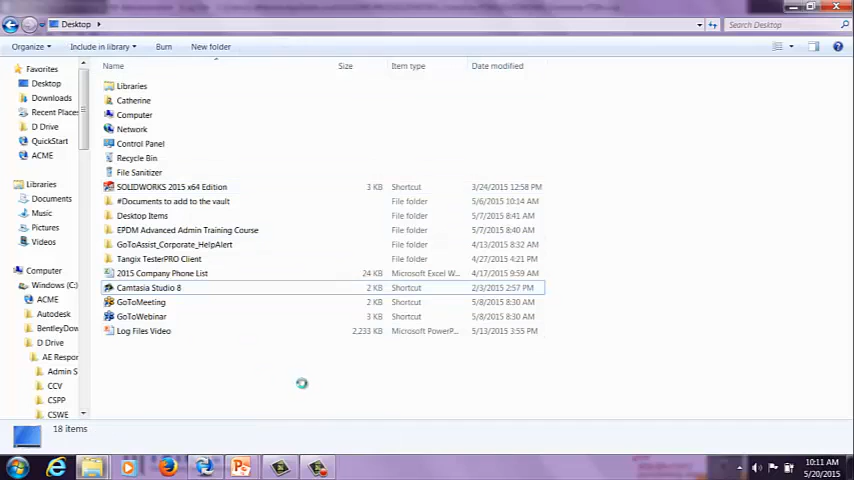 Desktop
Search Desktop
Organize Include in library Burn New folder
Name Size Item type Date modified
Favorites
Desktop
Downloads
Recent Places
D Drive
QuickStart
ACME
Libraries
Documents
Music
Pictures
Videos
Computer
Windows (C:
ACME
Autodesk
BentleyDow
D Drive
AE Respor
Admin S
CCV
CSPP
CSWE
Libraries
Catherine
Computer
Network
Control Panel
Recycle Bin
File Sanitizer
SOLIDWORKS 2015 x64 Edition 3 KB Shortcut 3/24/2015 12:58 PM
#Documents to add to the vault File folder 5/6/2015 10:14 AM
Desktop Items File folder 5/7/2015 8:41 AM
EPDM Advanced Admin Training Course File folder 5/7/2015 8:40 AM
GoToAssist_Corporate_HelpAlert File folder 4/13/2015 8:32 AM
Tangix TesterPRO Client File folder 4/27/2015 4:21 PM
2015 Company Phone List 24 KB Microsoft Excel W... 4/17/2015 9:59 AM
Camtasia Studio 8 2 KB Shortcut 2/3/2015 2:57 PM
GoToMeeting 2 KB Shortcut 5/8/2015 8:30 AM
GoToWebinar 3 KB Shortcut 5/8/2015 8:30 AM
Log Files Video 2,233 KB Microsoft PowerP... 5/13/2015 3:55 PM
18 items
10:11 AM
5/20/2015